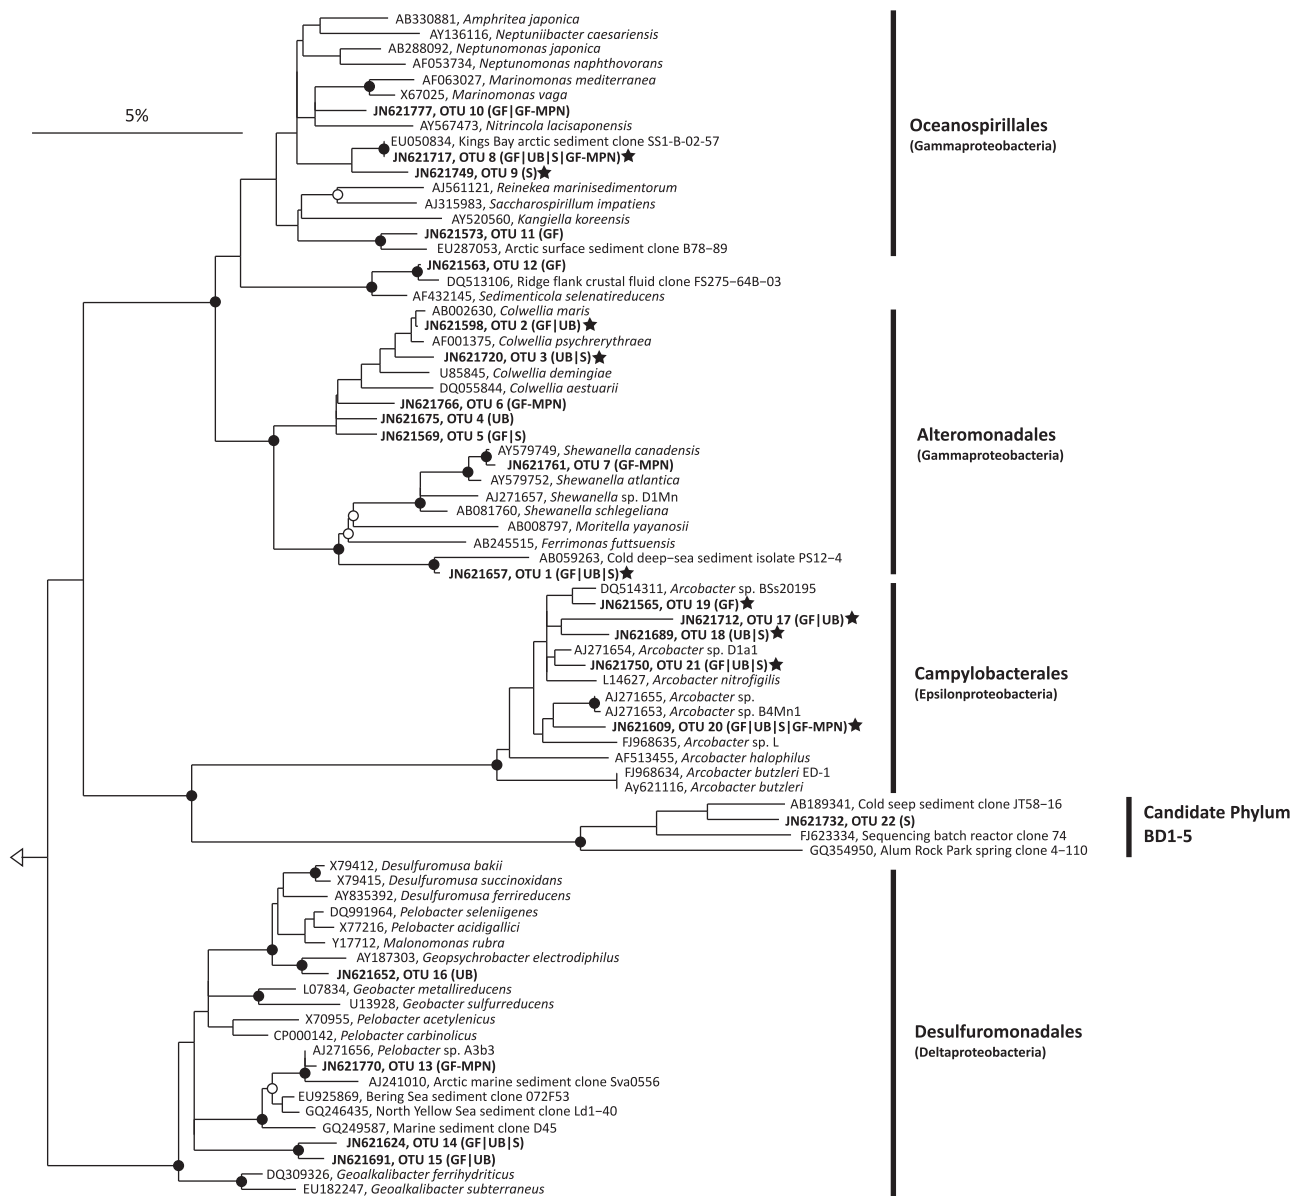 AB330881, Amphritea japonica
AY136116, Neptuniibacter caesariensis
AB288092, Neptunomonas japonica
AF053734, Neptunomonas naphthovorans
AF063027, Marinomonas mediterranea
X67025, Marinomonas vaga
5%
JN621777, OTU 10 (GF|GF-MPN)
AY567473, Nitrincola lacisaponensis
Oceanospirillales
(Gammaproteobacteria)
EU050834, Kings Bay arctic sediment clone SS1-B-02-57
JN621717, OTU 8 (GF|UB|S|GF-MPN)★
JN621749, OTU 9 (S)★
AJ561121, Reinekea marinisedimentorum
AJ315983, Saccharospirillum impatiens
AY520560, Kangiella koreensis
JN621573, OTU 11 (GF)
EU287053, Arctic surface sediment clone B78−89
JN621563, OTU 12 (GF)
DQ513106, Ridge flank crustal fluid clone FS275−64B−03
AF432145, Sedimenticola selenatireducens
AB002630, Colwellia maris
JN621598, OTU 2 (GF|UB)★
AF001375, Colwellia psychrerythraea
JN621720, OTU 3 (UB|S)★
U85845, Colwellia demingiae
DQ055844, Colwellia aestuarii
JN621766, OTU 6 (GF-MPN)
JN621675, OTU 4 (UB)
JN621569, OTU 5 (GF|S)
Alteromonadales
(Gammaproteobacteria)
AY579749, Shewanella canadensis
JN621761, OTU 7 (GF-MPN)
AY579752, Shewanella atlantica
AJ271657, Shewanella sp. D1Mn
AB081760, Shewanella schlegeliana
AB008797, Moritella yayanosii
AB245515, Ferrimonas futtsuensis
AB059263, Cold deep−sea sediment isolate PS12−4
JN621657, OTU 1 (GF|UB|S)★
DQ514311, Arcobacter sp. BSs20195
JN621565, OTU 19 (GF)★
JN621712, OTU 17 (GF|UB)★
JN621689, OTU 18 (UB|S)★
AJ271654, Arcobacter sp. D1a1
JN621750, OTU 21 (GF|UB|S)★
L14627, Arcobacter nitrofigilis
Campylobacterales
(Epsilonproteobacteria)
AJ271655, Arcobacter sp.
AJ271653, Arcobacter sp. B4Mn1
JN621609, OTU 20 (GF|UB|S|GF-MPN)★
FJ968635, Arcobacter sp. L
AF513455, Arcobacter halophilus
FJ968634, Arcobacter butzleri ED-1
Ay621116, Arcobacter butzleri
AB189341, Cold seep sediment clone JT58−16
JN621732, OTU 22 (S)
FJ623334, Sequencing batch reactor clone 74
GQ354950, Alum Rock Park spring clone 4−110
Candidate Phylum
BD1-5
X79412, Desulfuromusa bakii
X79415, Desulfuromusa succinoxidans
AY835392, Desulfuromusa ferrireducens
DQ991964, Pelobacter seleniigenes
X77216, Pelobacter acidigallici
Y17712, Malonomonas rubra
AY187303, Geopsychrobacter electrodiphilus
JN621652, OTU 16 (UB)
L07834, Geobacter metallireducens
U13928, Geobacter sulfurreducens
X70955, Pelobacter acetylenicus
CP000142, Pelobacter carbinolicus
Desulfuromonadales
(Deltaproteobacteria)
AJ271656, Pelobacter sp. A3b3
JN621770, OTU 13 (GF-MPN)
AJ241010, Arctic marine sediment clone Sva0556
EU925869, Bering Sea sediment clone 072F53
GQ246435, North Yellow Sea sediment clone Ld1−40
GQ249587, Marine sediment clone D45
JN621624, OTU 14 (GF|UB|S)
JN621691, OTU 15 (GF|UB)
DQ309326, Geoalkalibacter ferrihydriticus
EU182247, Geoalkalibacter subterraneus